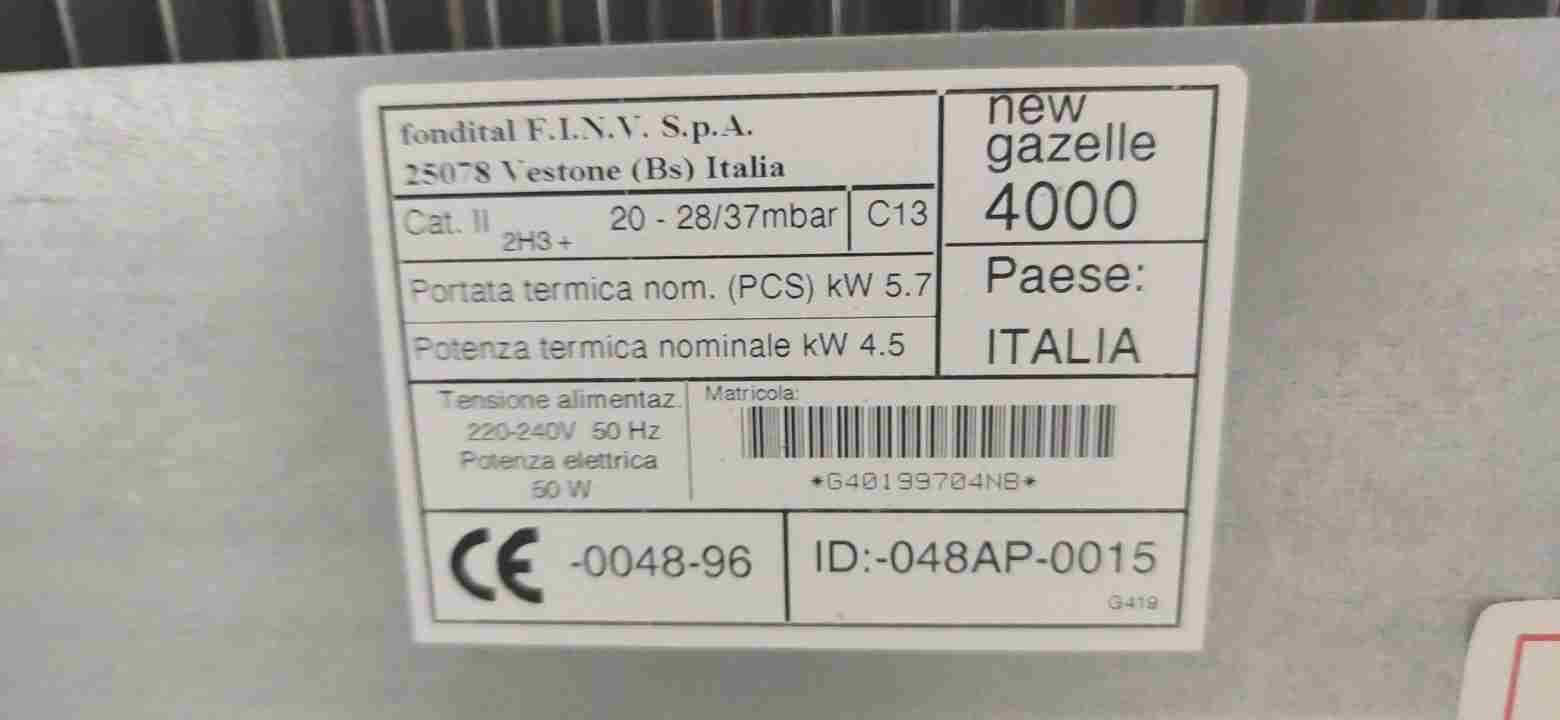 fondital F.I.N.V. S.p.A.
25078 Vestone (Bs) Italia
Cat. II 2H3+ 20 - 28/37mbar C13
Portata termica nom. (PCS) kW 5.7
Potenza termica nominale kW 4.5
new
gazelle
4000
Paese:
ITALIA
Tensione alimentaz.
220-240V 50 Hz
Potenza elettrica
50 W
Matricola:
*G40199704NB*
CE -0048-96
ID:-048AP-0015
G419